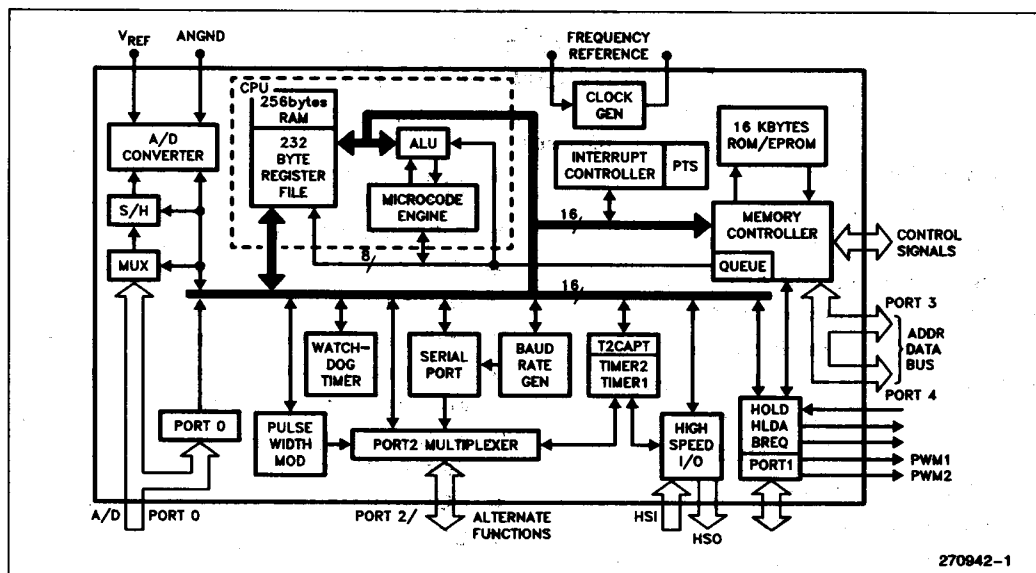 VREF
ANGND
FREQUENCY
REFERENCE
CPU
256bytes
RAM
232
BYTE
REGISTER
FILE
ALU
MICROCODE
ENGINE
CLOCK
GEN
16 KBYTES
ROM/EPROM
A/D
CONVERTER
INTERRUPT
CONTROLLER
PTS
S/H
MUX
16
MEMORY
CONTROLLER
QUEUE
CONTROL
SIGNALS
8
16
PORT 3
ADDR
DATA
BUS
PORT 4
WATCH-
DOG
TIMER
SERIAL
PORT
BAUD
RATE
GEN
T2CAPT
TIMER2
TIMER1
PORT 0
PULSE
WIDTH
MOD
PORT2 MULTIPLEXER
HIGH
SPEED
I/O
HOLD
HLDA
BREQ
PORT1
PWM1
PWM2
A/D
PORT 0
PORT 2/
ALTERNATE
FUNCTIONS
HSI
HSO
270942-1